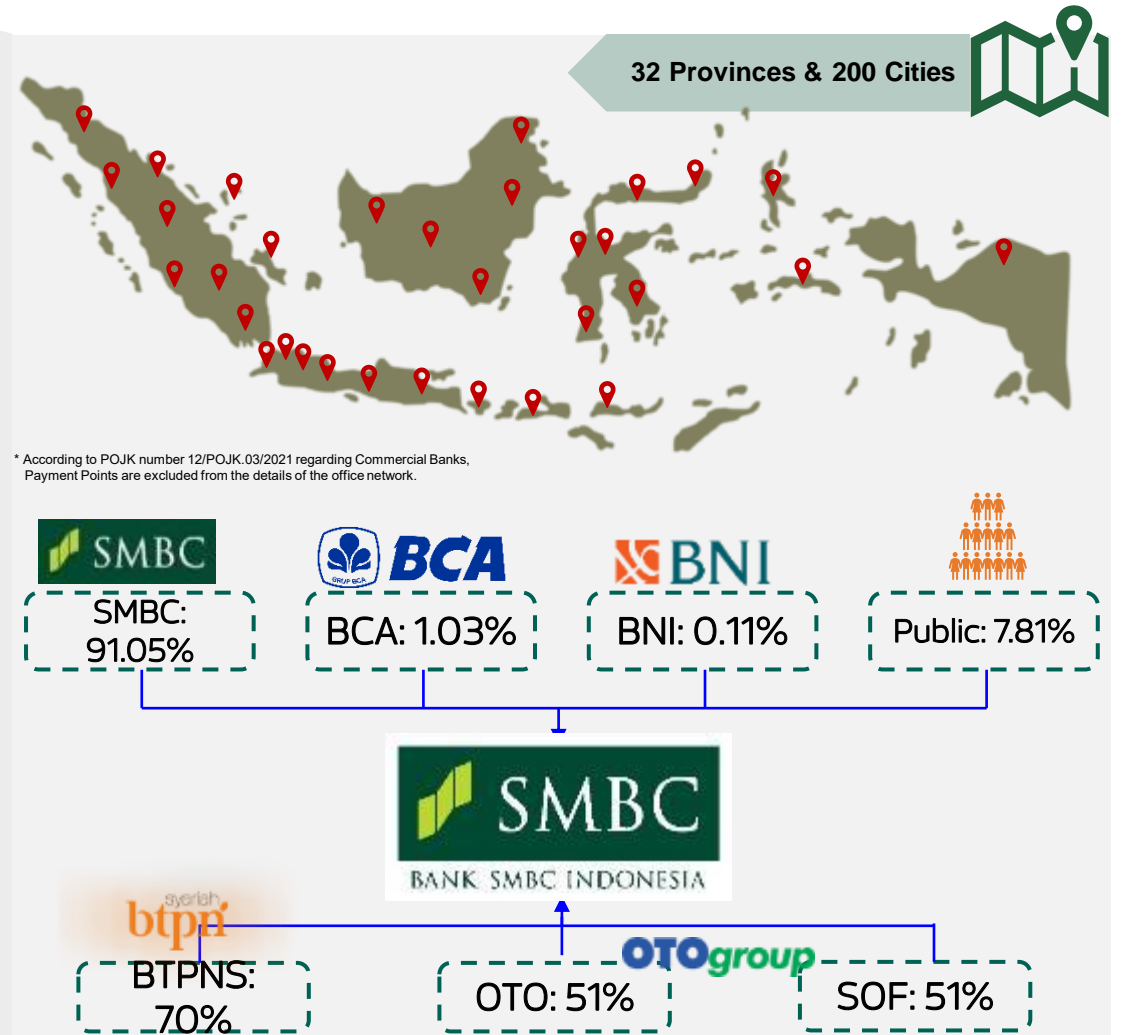 32 Provinces & 200 Cities
* According to POJK number 12/POJK.03/2021 regarding Commercial Banks,
Payment Points are excluded from the details of the office network.
SMBC
GRUP BCA
BCA
BNI
SMBC:
91.05%
BCA: 1.03%
BNI: 0.11%
Public: 7.81%
SMBC
BANK SMBC INDONESIA
syariah
btpn
OTOgroup
BTPNS:
70%
OTO: 51%
SOF: 51%